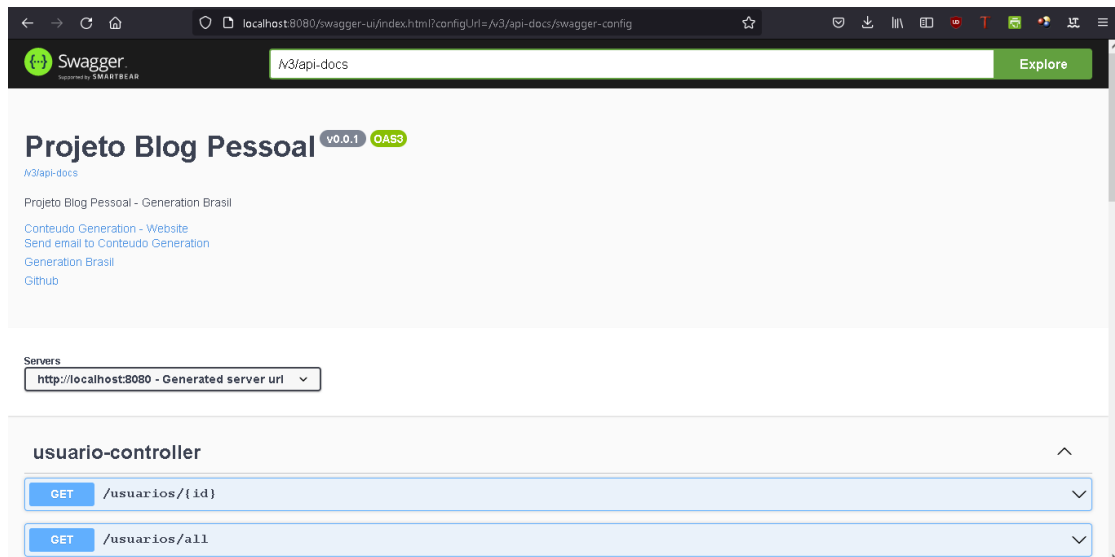 localhost:8080/swagger-ui/index.html?configUrl=/v3/api-docs/swagger-config
Swagger.
Supported by SMARTBEAR
/v3/api-docs
Explore
Projeto Blog Pessoal v0.0.1 OAS3
/v3/api-docs
Projeto Blog Pessoal - Generation Brasil
Conteudo Generation - Website
Send email to Conteudo Generation
Generation Brasil
Github
Servers
http://localhost:8080 - Generated server url
usuario-controller
GET /usuarios/{id}
GET /usuarios/all